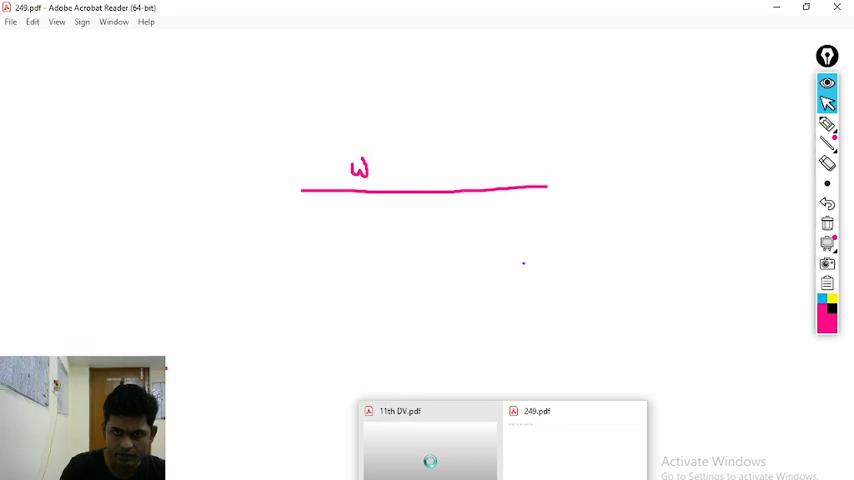 249.pdf - Adobe Acrobat Reader (64-bit)
File Edit View Sign Window Help
W
11th DV.pdf 249.pdf
Activate Windows
Go to Settings to activate Windows.